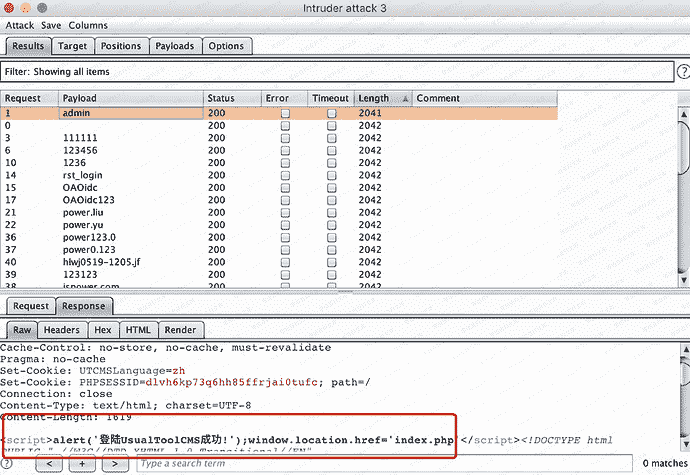 Intruder attack 3
Attack Save Columns
Results Target Positions Payloads Options
Filter: Showing all items
?
Request Payload Status Error Timeout Length Comment
1 admin 200 2041
0 200 2042
3 111111 200 2042
6 123456 200 2042
10 1236 200 2042
14 rst_login 200 2042
15 OAOidc 200 2042
17 OAOidc123 200 2042
21 power.liu 200 2042
22 power.yu 200 2042
36 power123.0 200 2042
37 power0.123 200 2042
40 hlwj0519-1205.jf 200 2042
39 123123 200 2042
38 ispower.com 200 2042
Request Response
Raw Headers Hex HTML Render
Cache-Control: no-store, no-cache, must-revalidate
Pragma: no-cache
Set-Cookie: UTCMSLanguage=zh
Set-Cookie: PHPSESSID=dlvh6kp73q6hh85ffrjai0tufc; path=/
Connection: close
Content-Type: text/html; charset=UTF-8
Content-Length: 1619
<script>alert('登陆UsualToolCMS成功!');window.location.href='index.php'</script><!DOCTYPE html
PUBLIC "-//W3C//DTD XHTML 1.0 Transitional//EN"
? < + > Type a search term 0 matches